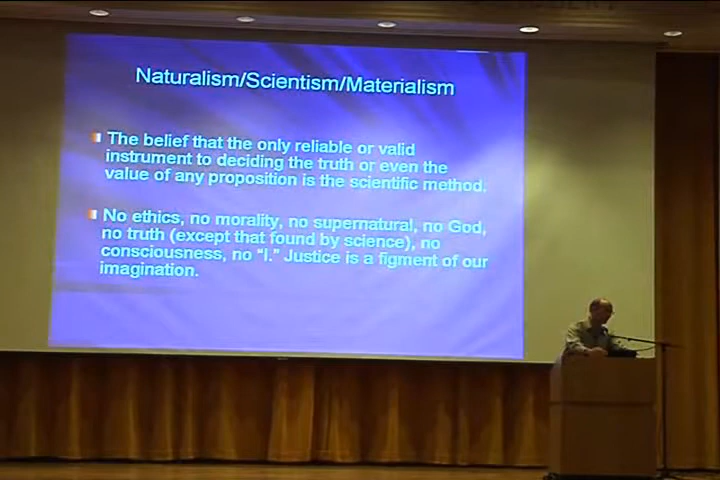 Naturalism/Scientism/Materialism
The belief that the only reliable or valid
instrument to deciding the truth or even the
value of any proposition is the scientific method.
No ethics, no morality, no supernatural, no God,
no truth (except that found by science), no
consciousness, no “I.” Justice is a figment of our
imagination.